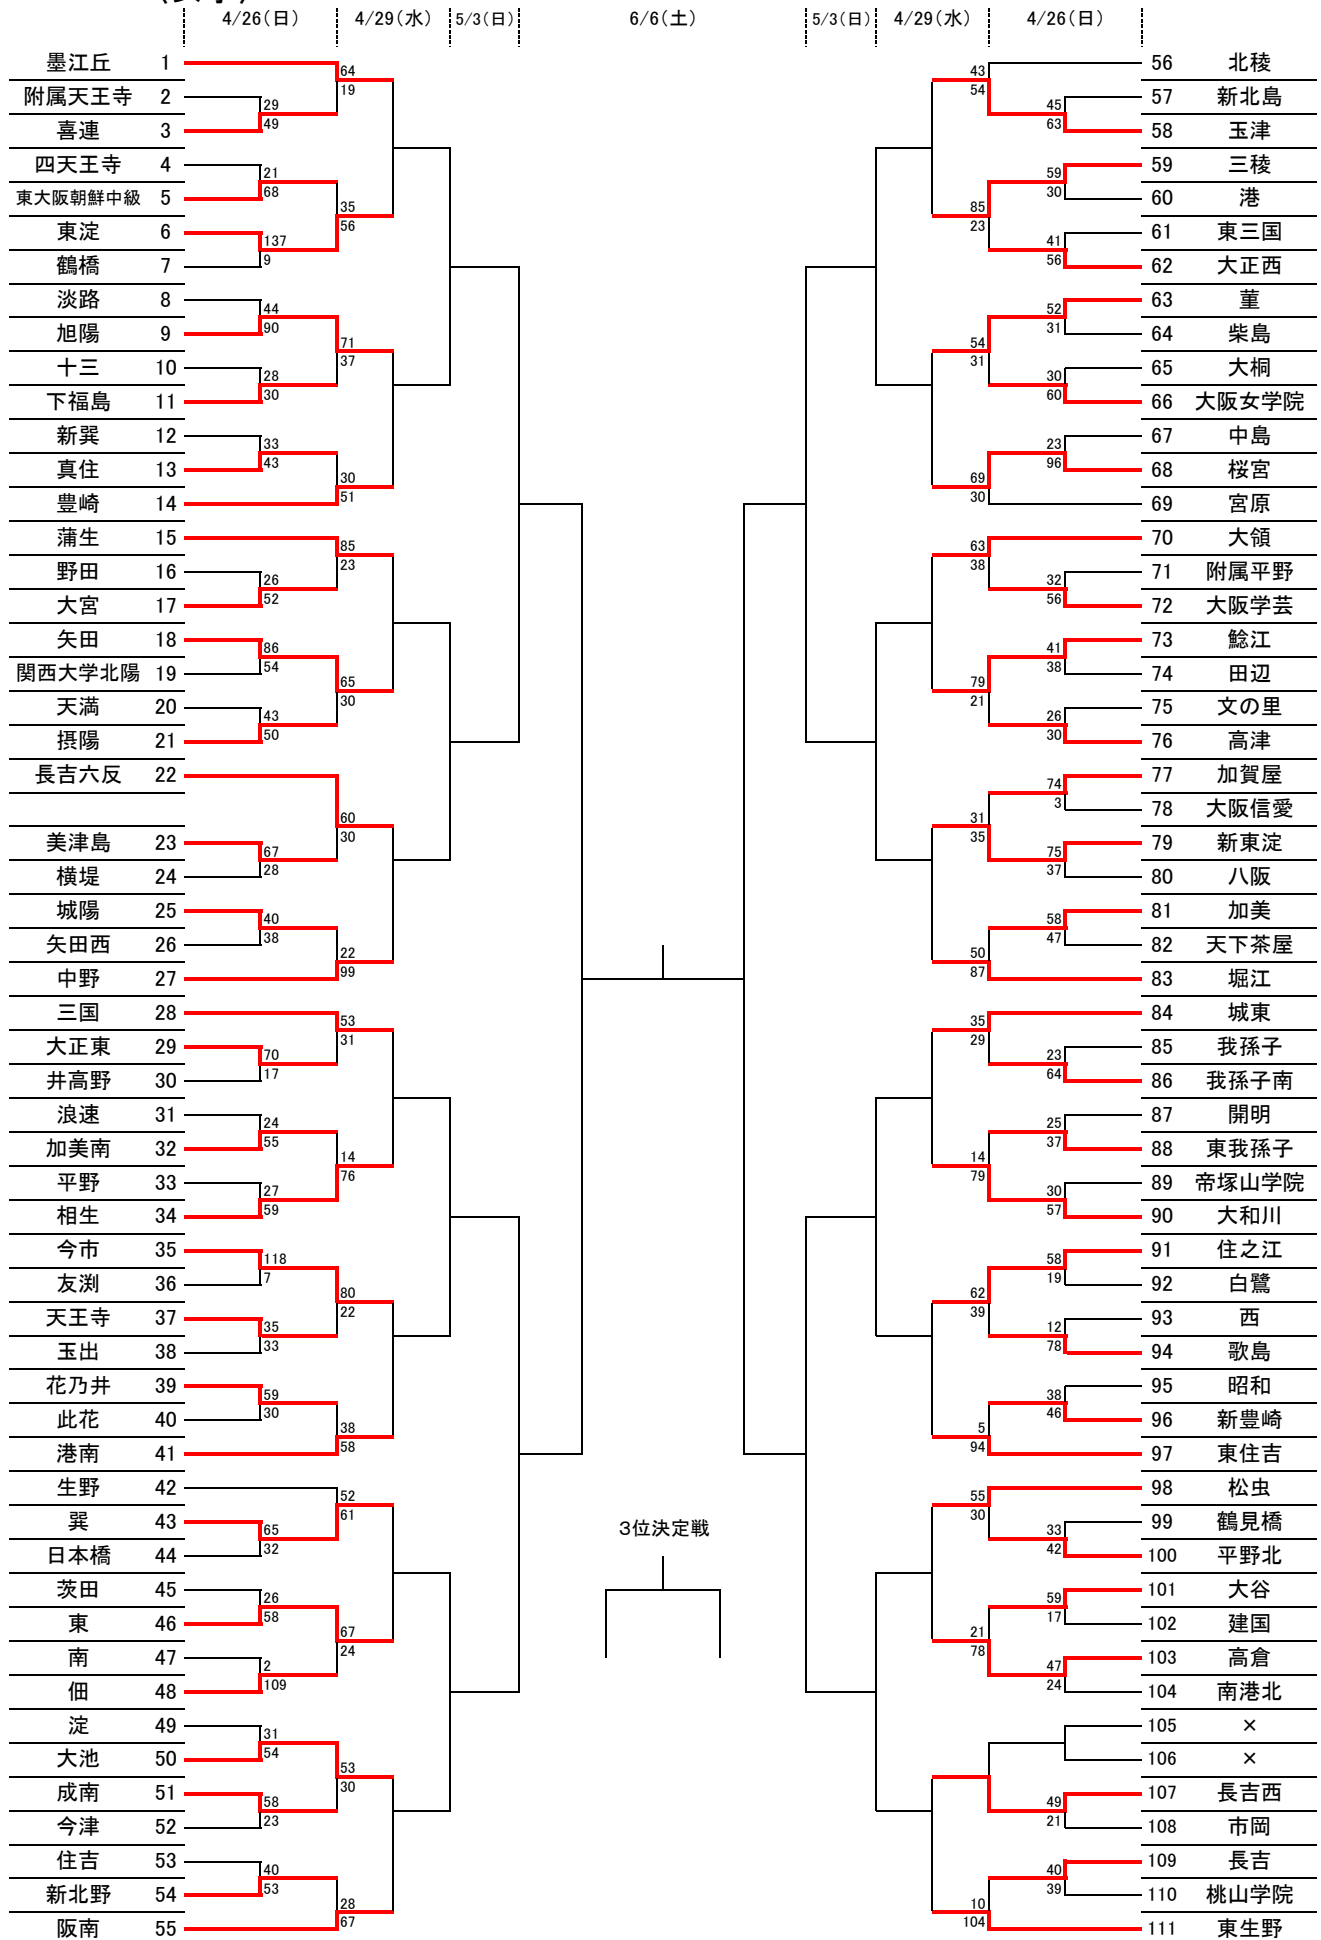 4/26(日) 4/29(水) 5/3(日) 6/6(土) 5/3(日) 4/29(水) 4/26(日)
墨江丘 1
附属天王寺 2
喜連 3
四天王寺 4
東大阪朝鮮中級 5
東淀 6
鶴橋 7
淡路 8
旭陽 9
十三 10
下福島 11
新巽 12
真住 13
豊崎 14
蒲生 15
野田 16
大宮 17
矢田 18
関西大学北陽 19
天満 20
摂陽 21
長吉六反 22
美津島 23
横堤 24
城陽 25
矢田西 26
中野 27
三国 28
大正東 29
井高野 30
浪速 31
加美南 32
平野 33
相生 34
今市 35
友渕 36
天王寺 37
玉出 38
花乃井 39
此花 40
港南 41
生野 42
巽 43
日本橋 44
茨田 45
東 46
南 47
佃 48
淀 49
大池 50
成南 51
今津 52
住吉 53
新北野 54
阪南 55
29
49
21
68
137
9
44
90
28
30
33
43
26
52
86
54
43
50
67
28
40
38
70
17
24
55
27
59
118
7
35
33
59
30
65
32
26
58
2
109
31
54
58
23
40
53
64
19
35
56
71
37
30
51
85
23
65
30
60
30
22
99
53
31
14
76
80
22
38
58
52
61
67
24
53
30
28
67
3位決定戦
43
54
85
23
54
31
69
30
63
38
79
21
31
35
50
87
35
29
14
79
62
39
5
94
55
30
21
78
10
104
45
63
59
30
41
56
52
31
30
60
23
96
32
56
41
38
26
30
74
3
75
37
58
47
23
64
25
37
30
57
58
19
12
78
38
46
33
42
59
17
47
24
49
21
40
39
56 北稜
57 新北島
58 玉津
59 三稜
60 港
61 東三国
62 大正西
63 菫
64 柴島
65 大桐
66 大阪女学院
67 中島
68 桜宮
69 宮原
70 大領
71 附属平野
72 大阪学芸
73 鯰江
74 田辺
75 文の里
76 高津
77 加賀屋
78 大阪信愛
79 新東淀
80 八阪
81 加美
82 天下茶屋
83 堀江
84 城東
85 我孫子
86 我孫子南
87 開明
88 東我孫子
89 帝塚山学院
90 大和川
91 住之江
92 白鷺
93 西
94 歌島
95 昭和
96 新豊崎
97 東住吉
98 松虫
99 鶴見橋
100 平野北
101 大谷
102 建国
103 高倉
104 南港北
105 ×
106 ×
107 長吉西
108 市岡
109 長吉
110 桃山学院
111 東生野